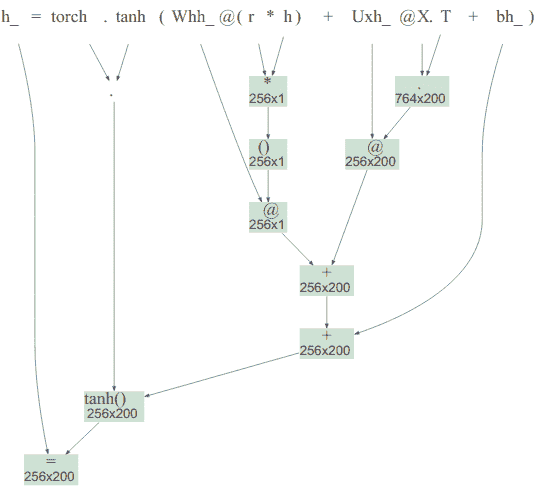 h_ = torch . tanh ( Whh_ @( r * h ) + Uxh_ @X. T + bh_ )
*
256x1
.
764x200
.
()
256x1
@
256x200
@
256x1
+
256x200
+
256x200
tanh()
256x200
=
256x200